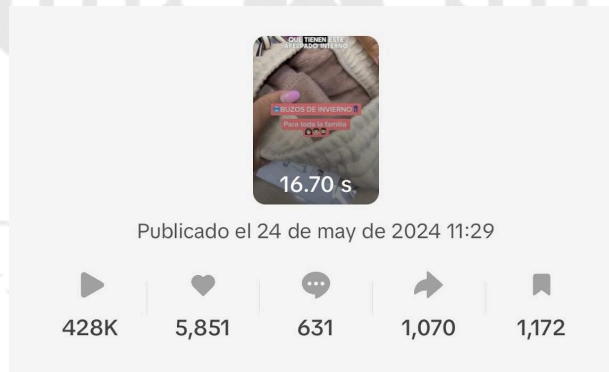 QUE TIENEN ESTE
AFELPADO INTERNO
BUZOS DE INVIERNO
Para toda la familia
16.70 s
Publicado el 24 de may de 2024 11:29
428K
5,851
631
1,070
1,172